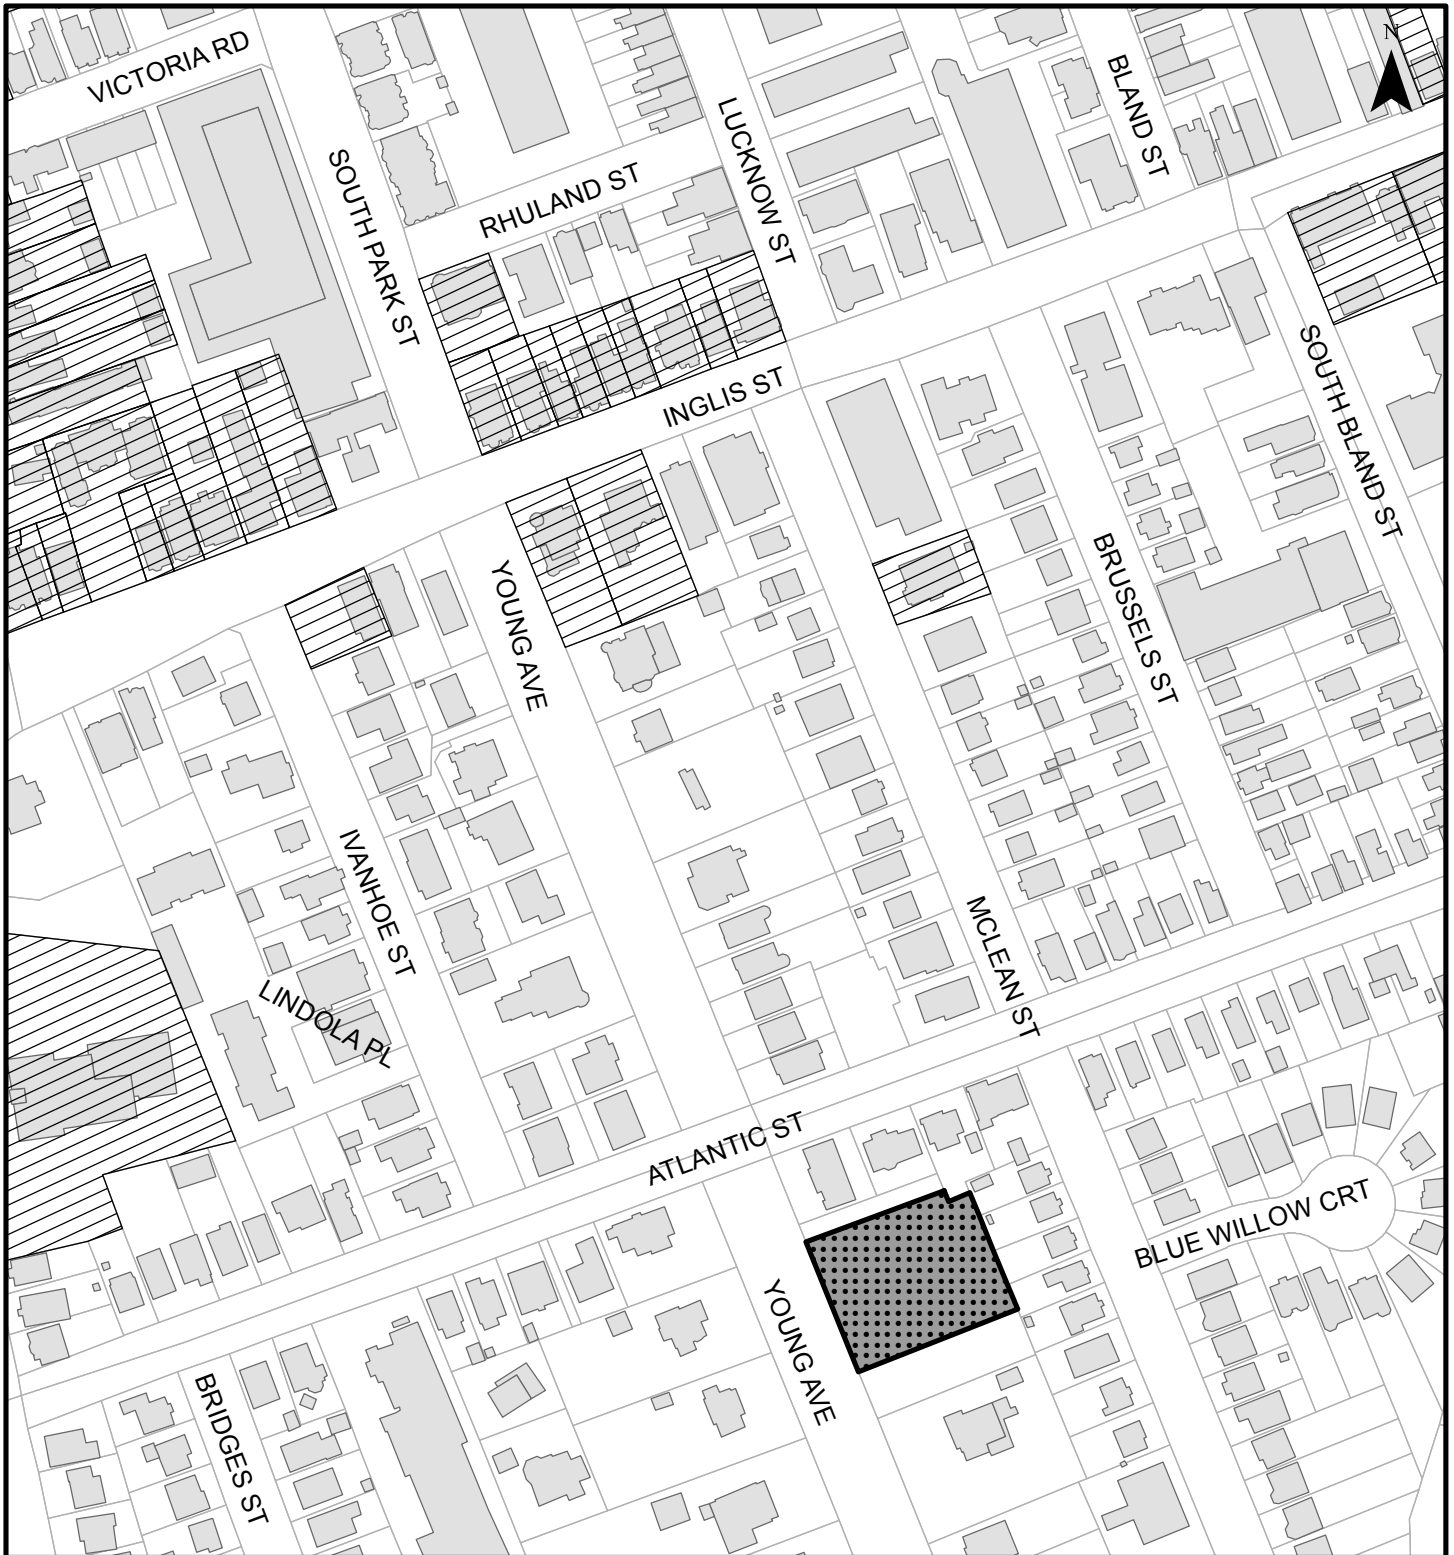 N
VICTORIA RD
SOUTH PARK ST
RHULAND ST
LUCKNOW ST
BLAND ST
INGLIS ST
SOUTH BLAND ST
YOUNG AVE
BRUSSELS ST
IVANHOE ST
MCLEAN ST
LINDOLA PL
ATLANTIC ST
BLUE WILLOW CRT
YOUNG AVE
BRIDGES ST